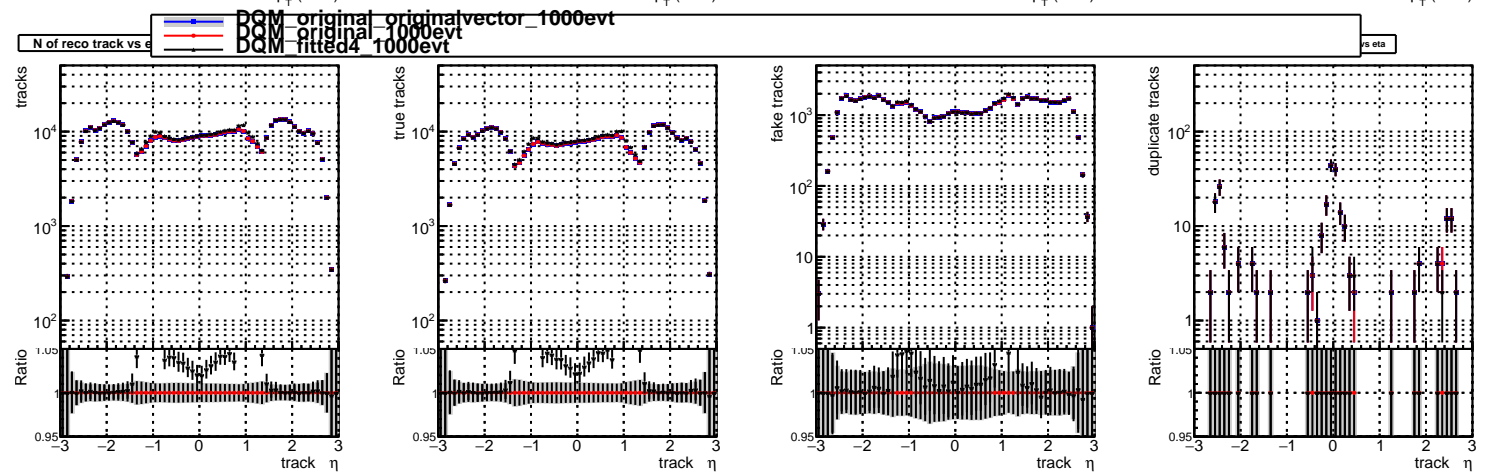 DQM_original_originalvector_1000evt
DQM_original_1000evt
DQM_fitted4_1000evt
N of reco track vs e
vs eta
tracks
10⁴
10³
10²
1.05
Ratio
1
0.95
−3 −2 −1 0 1 2 3
track η
true tracks
10⁴
10³
10²
1.05
Ratio
1
0.95
−3 −2 −1 0 1 2 3
track η
fake tracks
10³
10²
10
1
1.05
Ratio
1
0.95
−3 −2 −1 0 1 2 3
track η
duplicate tracks
10²
10
1
1.05
Ratio
1
0.95
−3 −2 −1 0 1 2 3
track η